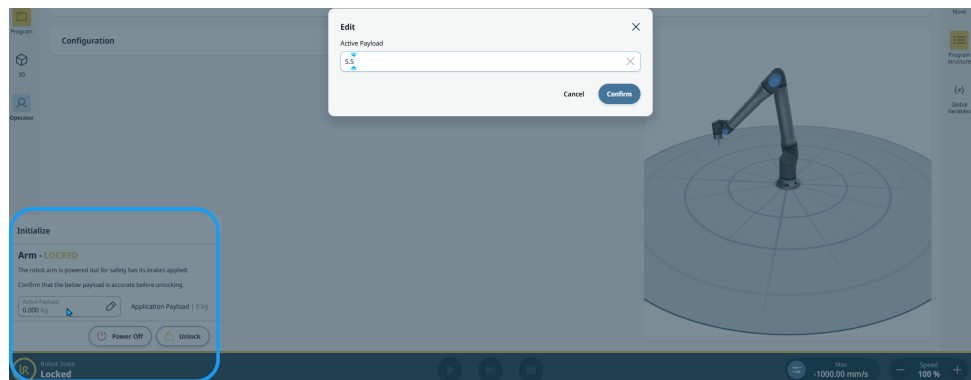 Edit
Active Payload
5.5
Cancel
Confirm
Program
3D
Operator
Configuration
Move
Program structure
{x}
Global Variables
Initialize
Arm - LOCKED
The robot arm is powered but for safety has its brakes applied.
Confirm that the below payload is accurate before unlocking.
Active Payload
0.000 kg
Application Payload | 0 kg
Power Off
Unlock
UR
Robot State
Locked
Max
-1000.00 mm/s
Speed
100 %